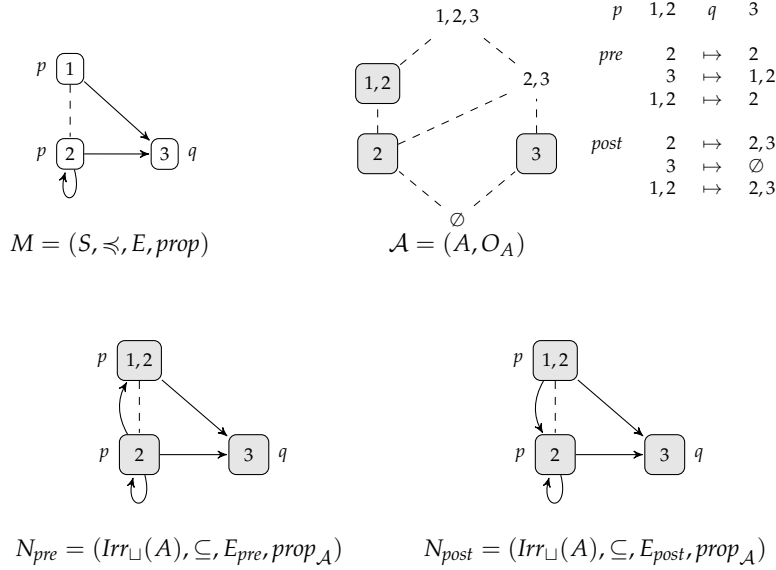 p 1
p 2
3 q
M = (S, ≼, E, prop)
1, 2, 3
1, 2
2, 3
2
3
∅
𝒜 = (A, O_A)
p 1, 2 q 3
pre 2 ↦ 2
3 ↦ 1, 2
1, 2 ↦ 2
post 2 ↦ 2, 3
3 ↦ ∅
1, 2 ↦ 2, 3
p 1, 2
p 2
3 q
N_pre = (Irr_⊔(A), ⊆, E_pre, prop_𝒜)
p 1, 2
p 2
3 q
N_post = (Irr_⊔(A), ⊆, E_post, prop_𝒜)